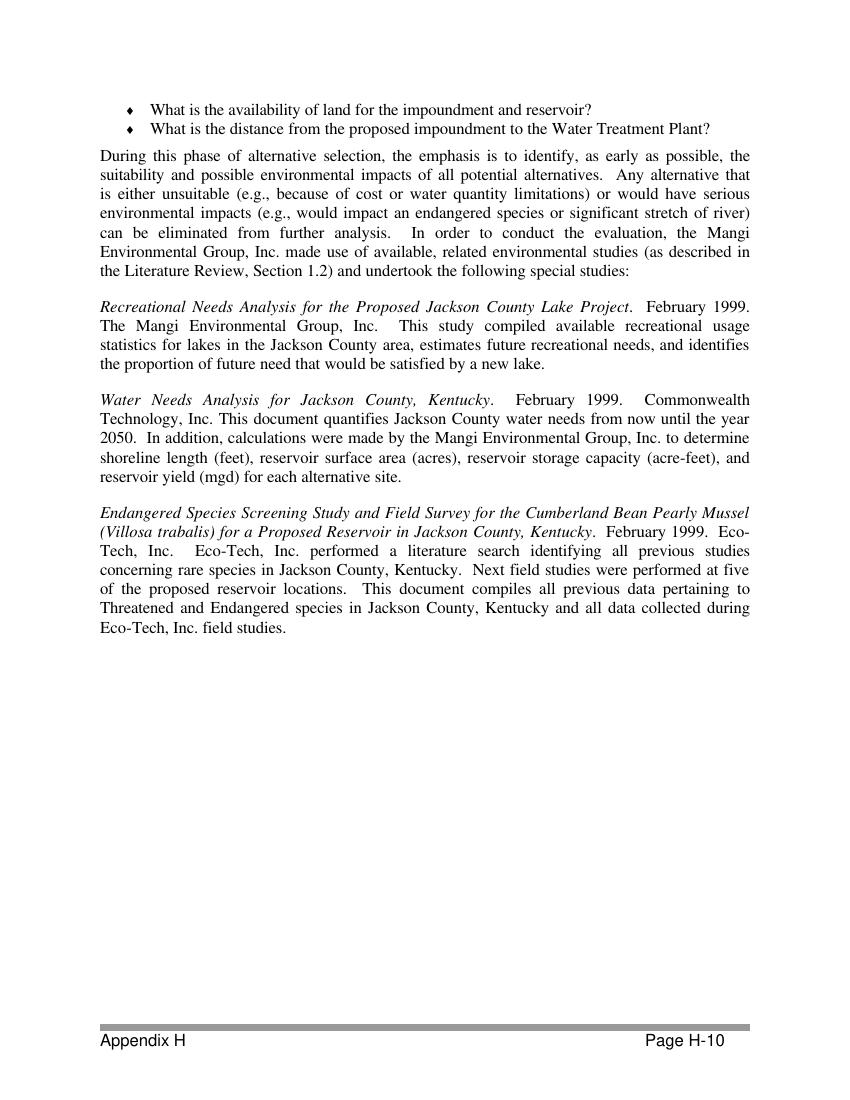 ♦ What is the availability of land for the impoundment and reservoir?
♦ What is the distance from the proposed impoundment to the Water Treatment Plant?
During this phase of alternative selection, the emphasis is to identify, as early as possible, the
suitability and possible environmental impacts of all potential alternatives. Any alternative that
is either unsuitable (e.g., because of cost or water quantity limitations) or would have serious
environmental impacts (e.g., would impact an endangered species or significant stretch of river)
can be eliminated from further analysis. In order to conduct the evaluation, the Mangi
Environmental Group, Inc. made use of available, related environmental studies (as described in
the Literature Review, Section 1.2) and undertook the following special studies:
Recreational Needs Analysis for the Proposed Jackson County Lake Project. February 1999.
The Mangi Environmental Group, Inc. This study compiled available recreational usage
statistics for lakes in the Jackson County area, estimates future recreational needs, and identifies
the proportion of future need that would be satisfied by a new lake.
Water Needs Analysis for Jackson County, Kentucky. February 1999. Commonwealth
Technology, Inc. This document quantifies Jackson County water needs from now until the year
2050. In addition, calculations were made by the Mangi Environmental Group, Inc. to determine
shoreline length (feet), reservoir surface area (acres), reservoir storage capacity (acre-feet), and
reservoir yield (mgd) for each alternative site.
Endangered Species Screening Study and Field Survey for the Cumberland Bean Pearly Mussel
(Villosa trabalis) for a Proposed Reservoir in Jackson County, Kentucky. February 1999. Eco-
Tech, Inc. Eco-Tech, Inc. performed a literature search identifying all previous studies
concerning rare species in Jackson County, Kentucky. Next field studies were performed at five
of the proposed reservoir locations. This document compiles all previous data pertaining to
Threatened and Endangered species in Jackson County, Kentucky and all data collected during
Eco-Tech, Inc. field studies.
Appendix H Page H-10